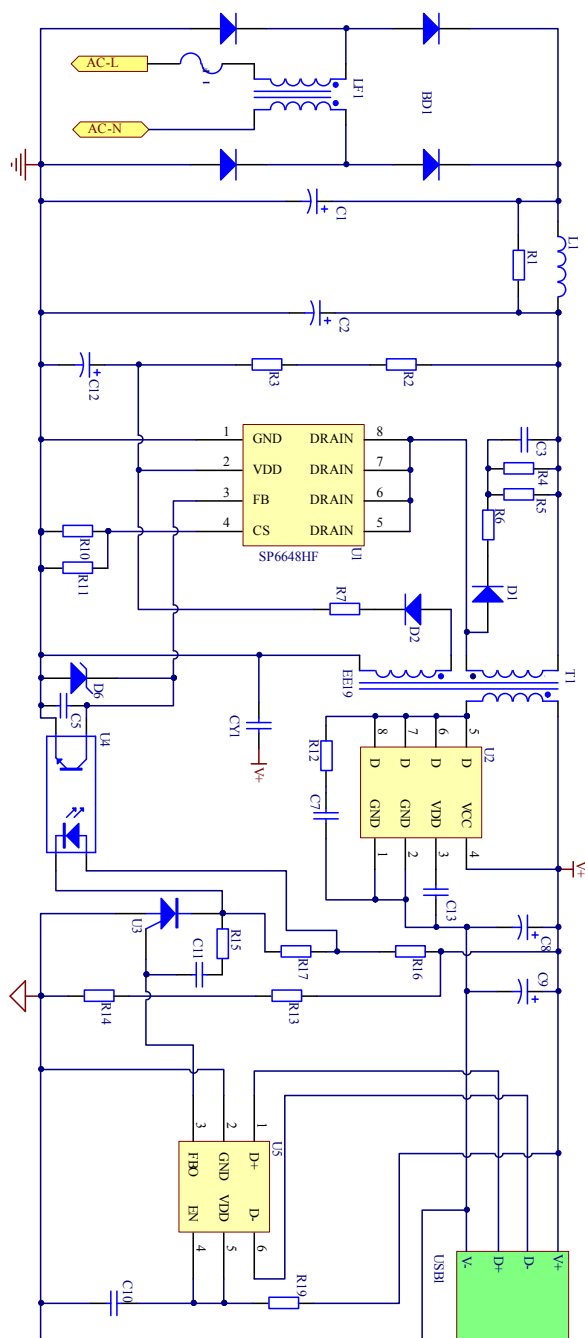 AC-L
AC-N
LF1
BD1
C1
R1
L1
C2
C12
R3
R2
1
2
3
4
GND
VDD
FB
CS
DRAIN
DRAIN
DRAIN
DRAIN
8
7
6
5
SP6648HF
U1
C3
R4
R5
R6
D1
R10
R11
R7
D2
D6
C5
U4
CY1
V+
EE19
T1
U2
8
7
6
5
D
D
D
D
GND
GND
VDD
VCC
1
2
3
4
R12
C7
C13
V+
C8
C9
U3
R15
C11
R17
R16
R14
R13
3
2
1
U5
FBO
GND
D+
EN
VDD
D-
4
5
6
C10
R19
USB1
V-
D+
D-
V+